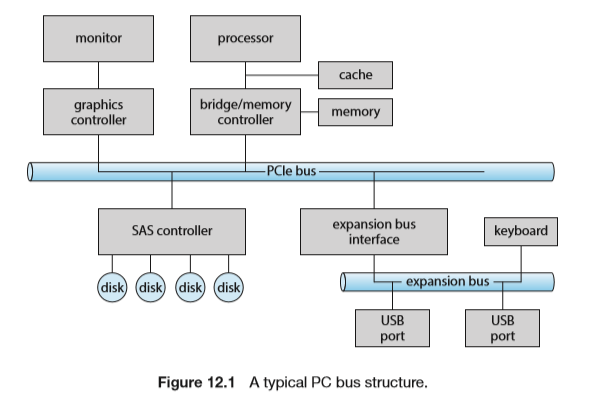 monitor
processor
cache
graphics
controller
bridge/memory
controller
memory
PCIe bus
SAS controller
expansion bus
interface
keyboard
disk
disk
disk
disk
expansion bus
USB
port
USB
port
Figure 12.1 A typical PC bus structure.